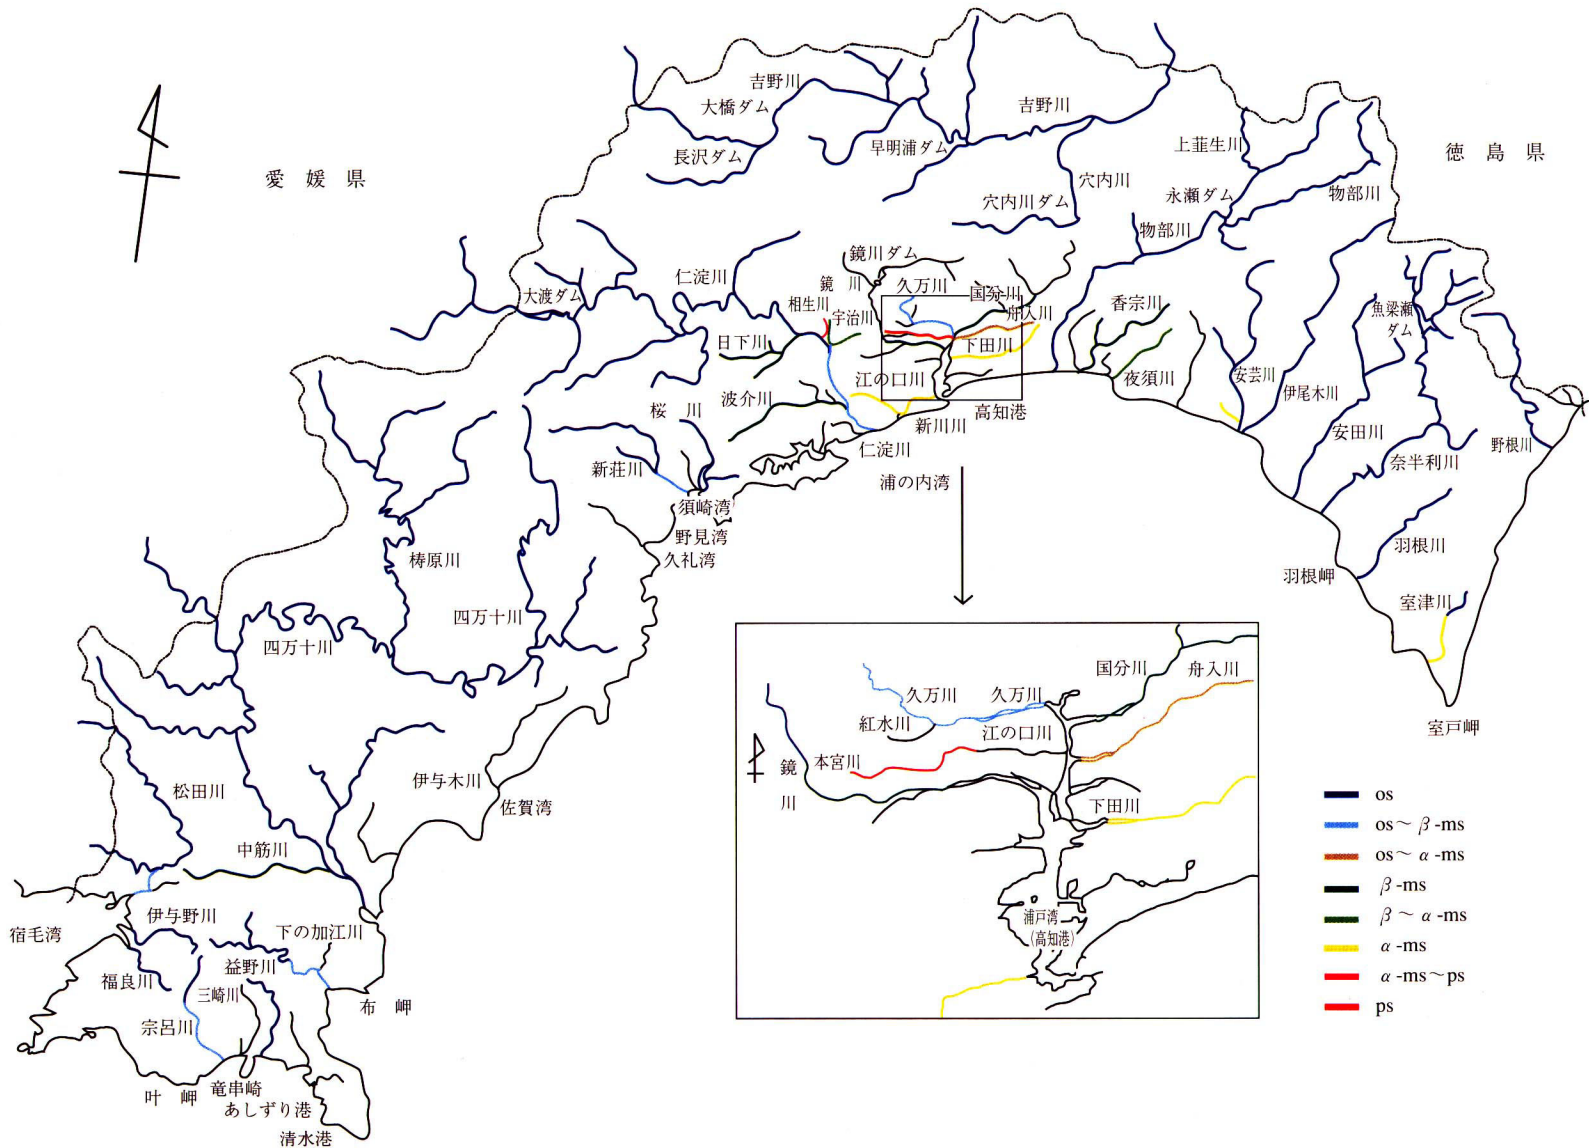 愛媛県
徳島県
吉野川
大橋ダム
長沢ダム
早明浦ダム
吉野川
穴内川
穴内川ダム
上韮生川
永瀬ダム
物部川
物部川
鏡川ダム
鏡川
久万川
国分川
舟入川
下田川
江の口川
高知港
新川川
仁淀川
浦の内湾
仁淀川
大渡ダム
相生川
宇治川
日下川
波介川
桜川
新荘川
須崎湾
野見湾
久礼湾
香宗川
夜須川
安芸川
伊尾木川
魚梁瀬
ダム
安田川
奈半利川
野根川
羽根川
羽根岬
室津川
室戸岬
梼原川
四万十川
四万十川
伊与木川
佐賀湾
松田川
中筋川
宿毛湾
伊与野川
下の加江川
福良川
益野川
三崎川
宗呂川
布岬
叶岬
竜串崎
あしずり港
清水港
国分川
舟入川
久万川
久万川
紅水川
江の口川
本宮川
鏡川
下田川
浦戸湾
(高知港)
os
os～β-ms
os～α-ms
β-ms
β～α-ms
α-ms
α-ms～ps
ps